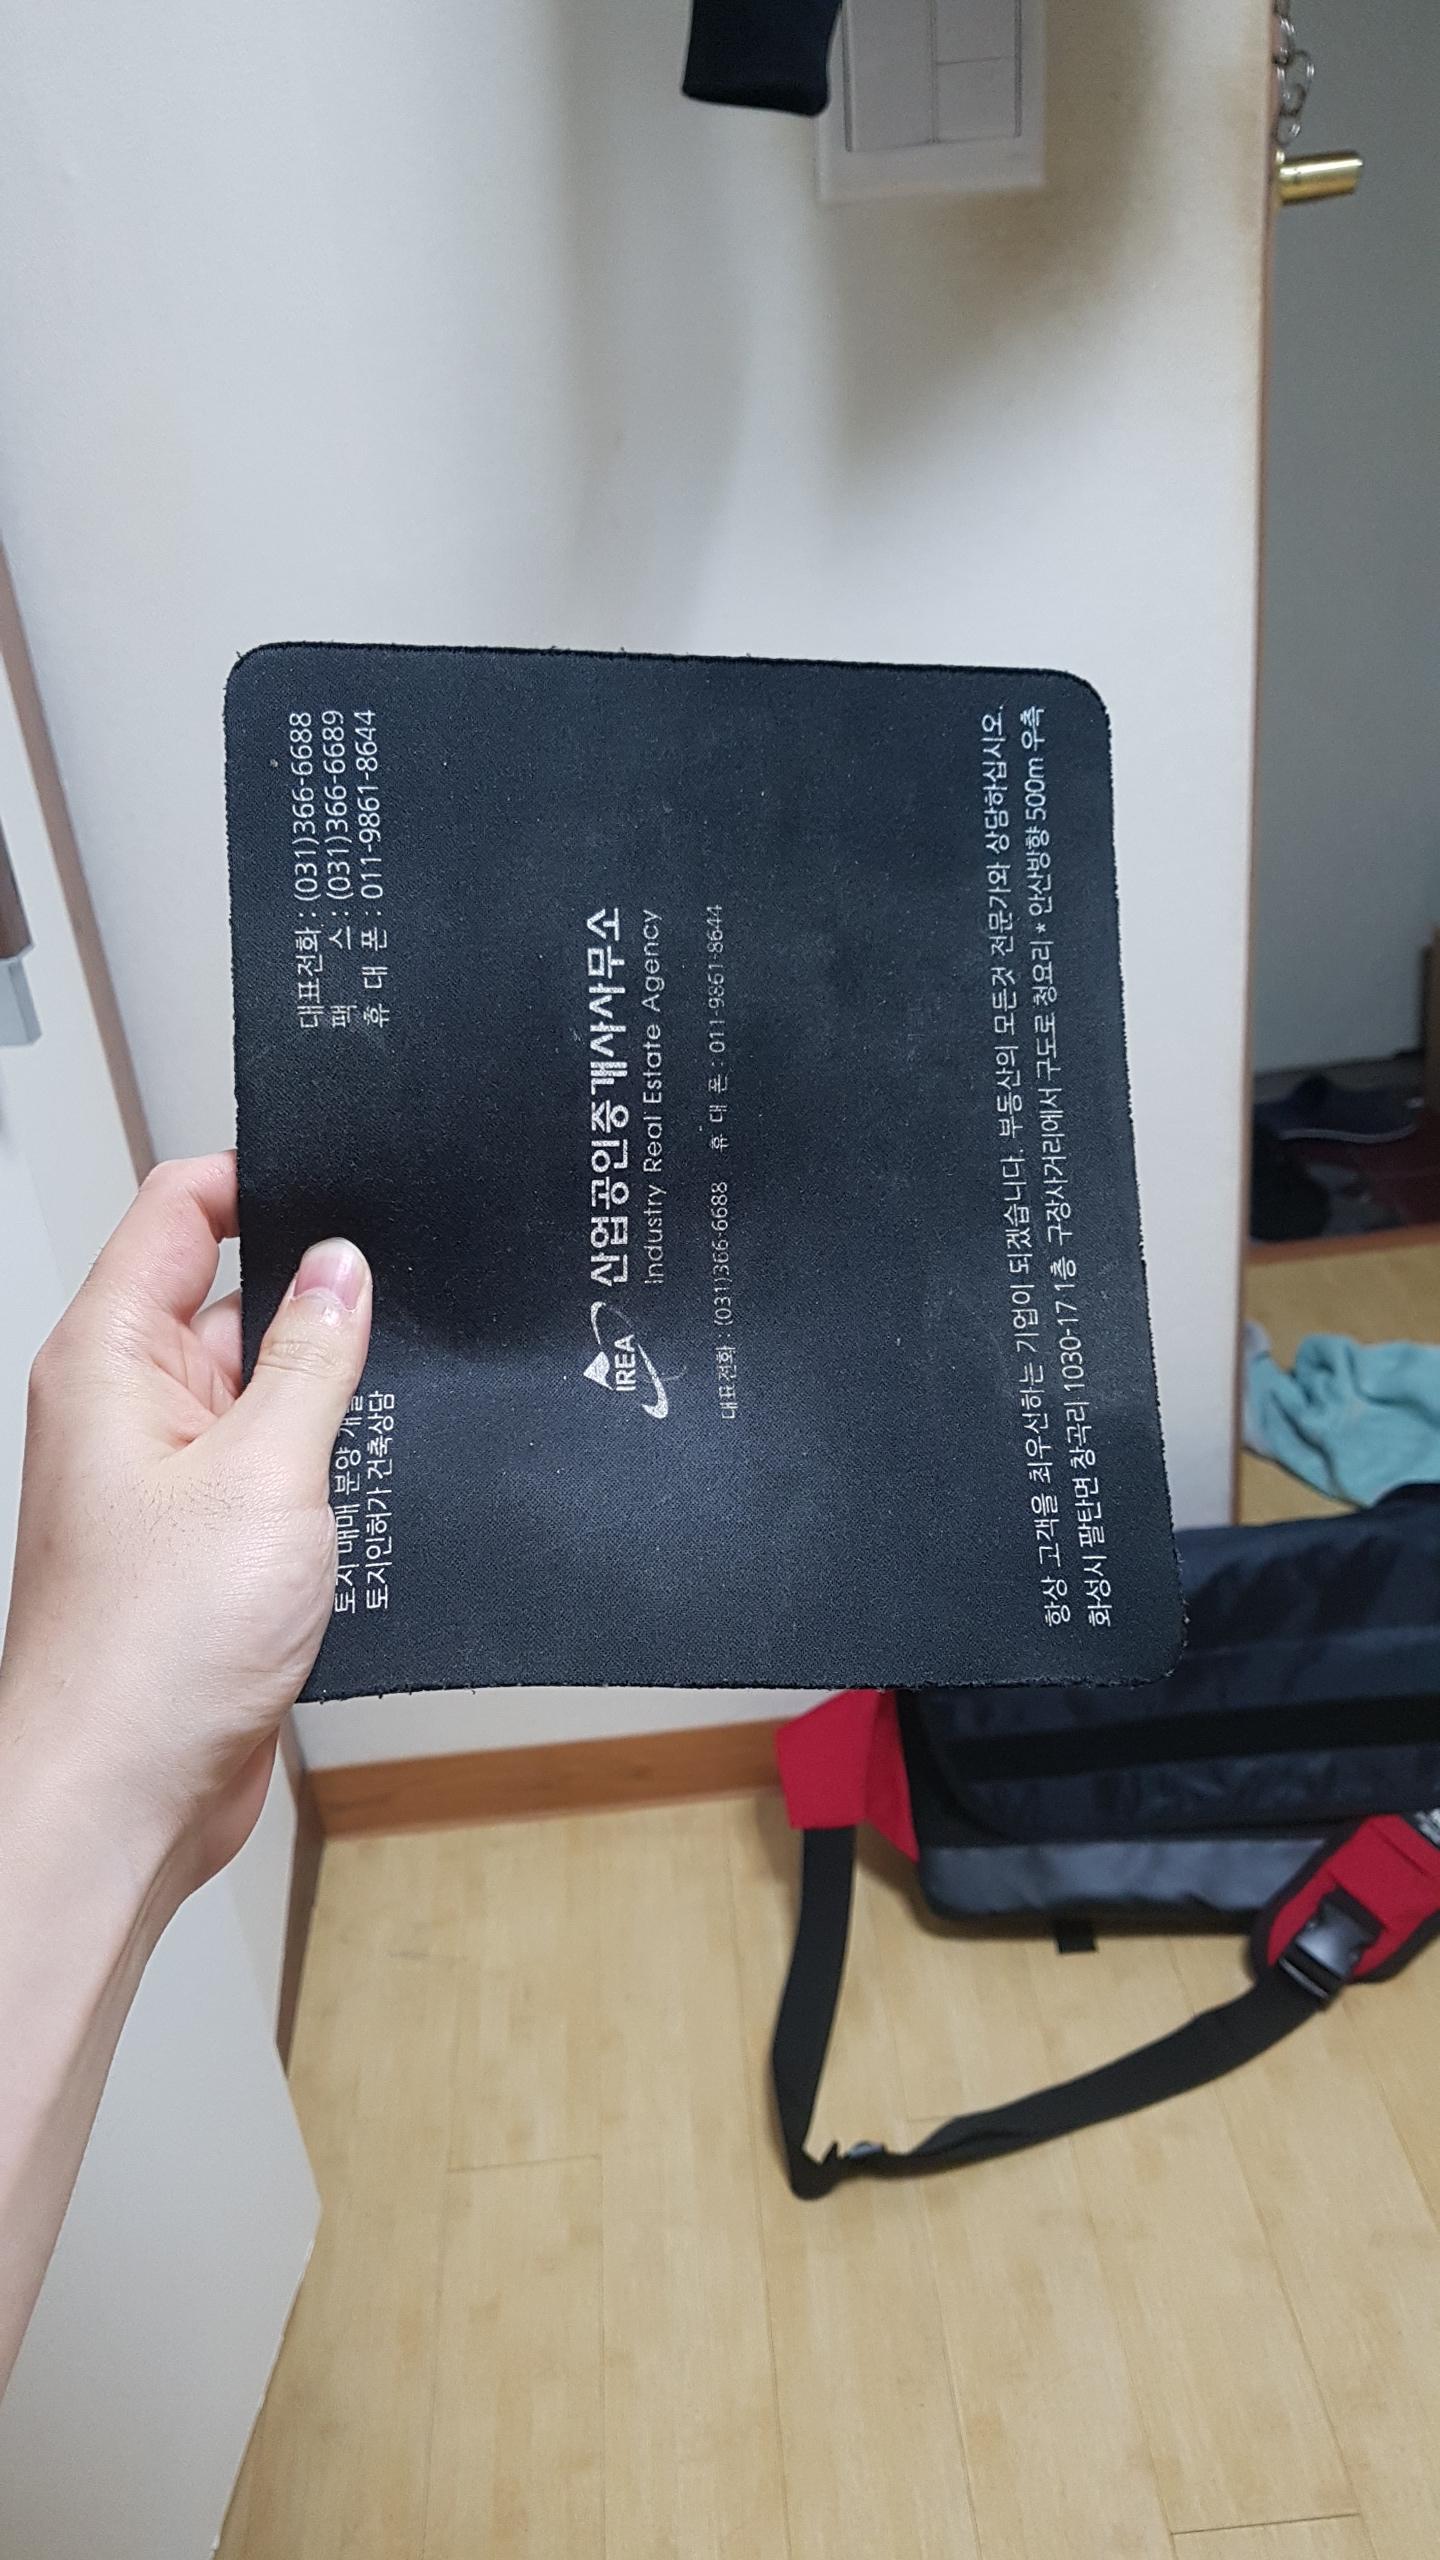 토지 매매 분양
토지인허가 건축상담
대표전화 : (031)366-6688
팩 스 : (031)366-6689
휴 대 폰 : 011-9861-8644
IREA
산업공인중개사사무소
Industry Real Estate Agency
대표전화 : (031)366-6688 휴 대 폰 : 011-9861-8644
항상 고객을 최우선하는 기업이 되겠습니다. 부동산의 모든것 전문가와 상담하십시오.
화성시 팔탄면 창곡리 1030-17 1층 구장사거리에서 구도로 청요리 * 안산방향 500m 우측